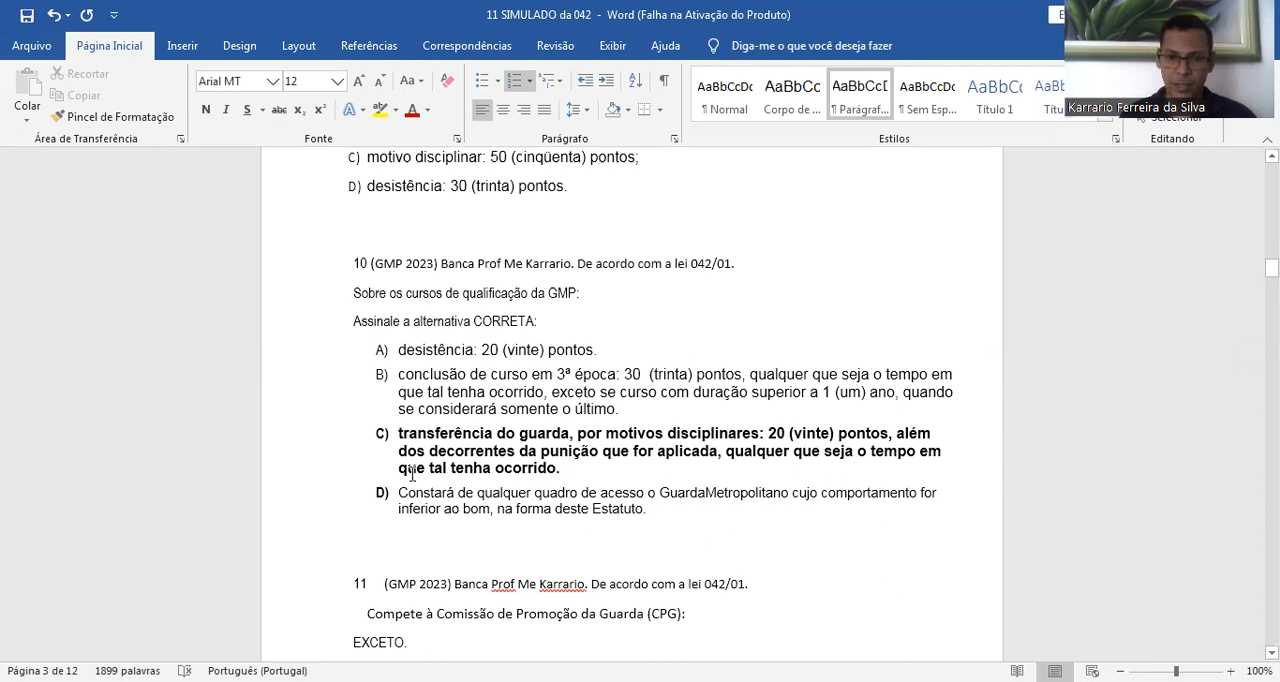 11 SIMULADO da 042 - Word (Falha na Ativação do Produto)
Arquivo Página Inicial Inserir Design Layout Referências Correspondências Revisão Exibir Ajuda Diga-me o que você deseja fazer
Colar
Recortar
Copiar
Pincel de Formatação
Área de Transferência
Arial MT 12
N I S abc x₂ x²
Fonte
Parágrafo
AaBbCcDc AaBbCc AaBbCcI AaBbCcDc AaBbCc
¶ Normal Corpo de ... ¶ Parágraf... ¶ Sem Esp... Título 1
Estilos
Editando
Karrario Ferreira da Silva
C) motivo disciplinar: 50 (cinqüenta) pontos;
D) desistência: 30 (trinta) pontos.
10 (GMP 2023) Banca Prof Me Karrario. De acordo com a lei 042/01.
Sobre os cursos de qualificação da GMP:
Assinale a alternativa CORRETA:
A) desistência: 20 (vinte) pontos.
B) conclusão de curso em 3ª época: 30 (trinta) pontos, qualquer que seja o tempo em
que tal tenha ocorrido, exceto se curso com duração superior a 1 (um) ano, quando
se considerará somente o último.
C) transferência do guarda, por motivos disciplinares: 20 (vinte) pontos, além
dos decorrentes da punição que for aplicada, qualquer que seja o tempo em
que tal tenha ocorrido.
D) Constará de qualquer quadro de acesso o GuardaMetropolitano cujo comportamento for
inferior ao bom, na forma deste Estatuto.
11 (GMP 2023) Banca Prof Me Karrario. De acordo com a lei 042/01.
Compete à Comissão de Promoção da Guarda (CPG):
EXCETO.
Página 3 de 12 1899 palavras Português (Portugal) 100%